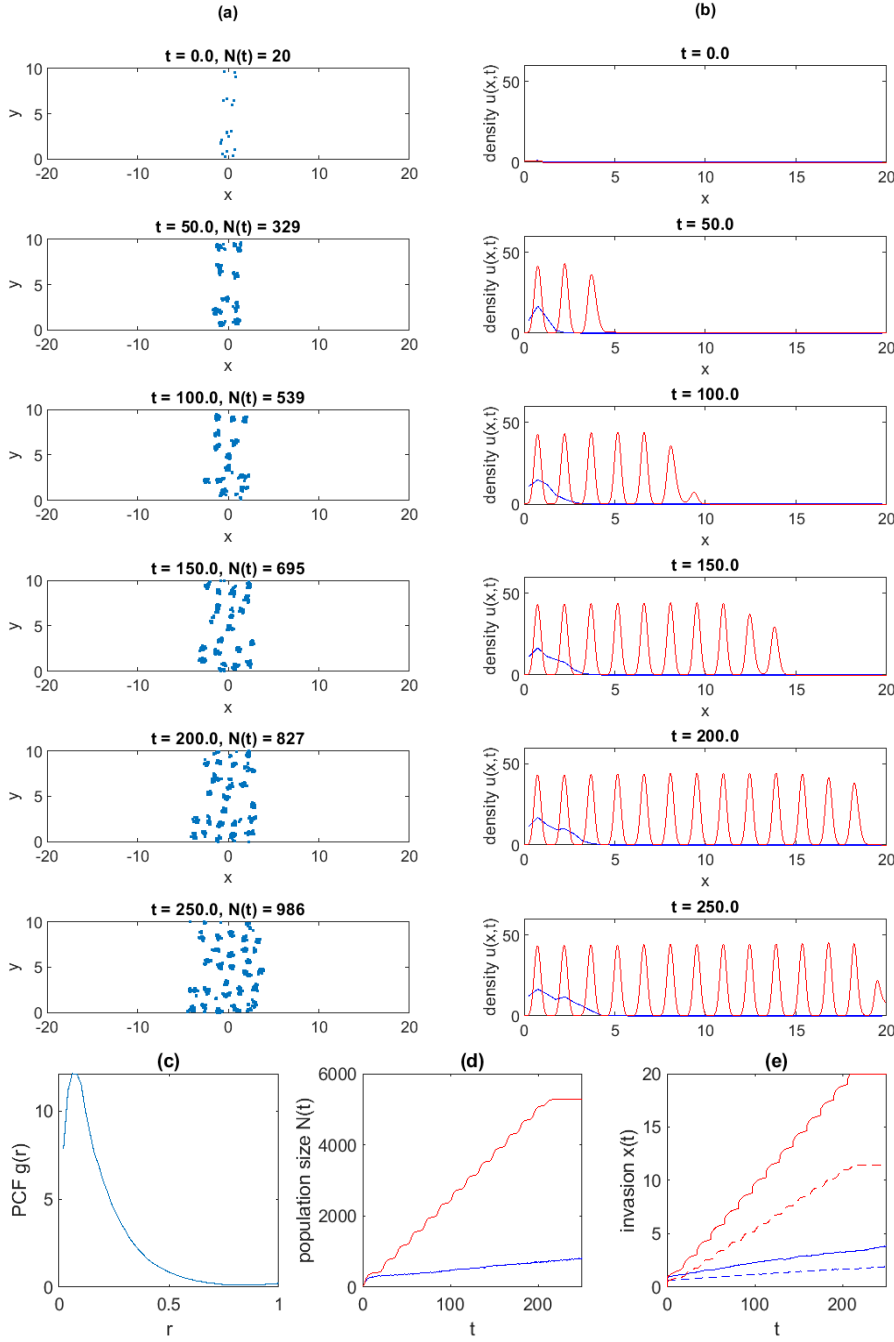 (a)
t = 0.0, N(t) = 20
10
5
0
y
-20 -10 0 10 20
x
t = 50.0, N(t) = 329
10
5
0
y
-20 -10 0 10 20
x
t = 100.0, N(t) = 539
10
5
0
y
-20 -10 0 10 20
x
t = 150.0, N(t) = 695
10
5
0
y
-20 -10 0 10 20
x
t = 200.0, N(t) = 827
10
5
0
y
-20 -10 0 10 20
x
t = 250.0, N(t) = 986
10
5
0
y
-20 -10 0 10 20
x
(b)
t = 0.0
50
0
density u(x,t)
0 5 10 15 20
x
t = 50.0
50
0
density u(x,t)
0 5 10 15 20
x
t = 100.0
50
0
density u(x,t)
0 5 10 15 20
x
t = 150.0
50
0
density u(x,t)
0 5 10 15 20
x
t = 200.0
50
0
density u(x,t)
0 5 10 15 20
x
t = 250.0
50
0
density u(x,t)
0 5 10 15 20
x
(c)
10
5
0
PCF g(r)
0 0.5 1
r
(d)
6000
4000
2000
0
population size N(t)
0 100 200
t
(e)
20
15
10
5
0
invasion x(t)
0 100 200
t